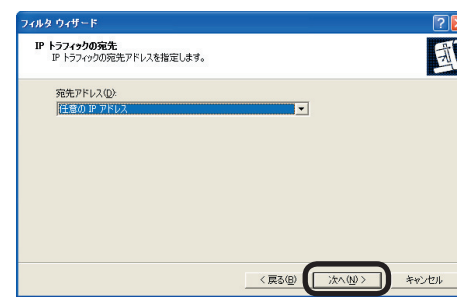 フィルタ ウィザード
IP トラフィックの宛先
IP トラフィックの宛先アドレスを指定します。
宛先アドレス(D):
任意の IP アドレス
< 戻る(B)
次へ(N) >
キャンセル